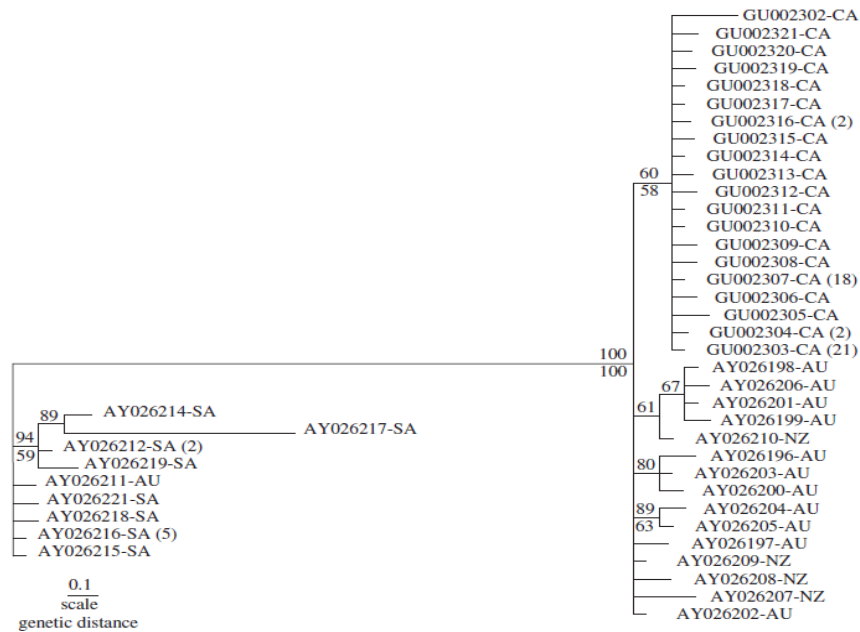 GU002302-CA
GU002321-CA
GU002320-CA
GU002319-CA
GU002318-CA
GU002317-CA
GU002316-CA (2)
GU002315-CA
GU002314-CA
60
GU002313-CA
58
GU002312-CA
GU002311-CA
GU002310-CA
GU002309-CA
GU002308-CA
GU002307-CA (18)
GU002306-CA
GU002305-CA
GU002304-CA (2)
GU002303-CA (21)
100
100
AY026198-AU
67
AY026206-AU
61
AY026201-AU
AY026199-AU
AY026210-NZ
AY026196-AU
80
AY026203-AU
AY026200-AU
89
AY026204-AU
63
AY026205-AU
AY026197-AU
AY026209-NZ
AY026208-NZ
AY026207-NZ
AY026202-AU
89
AY026214-SA
AY026217-SA
94
59
AY026212-SA (2)
AY026219-SA
AY026211-AU
AY026221-SA
AY026218-SA
AY026216-SA (5)
AY026215-SA
0.1
scale
genetic distance